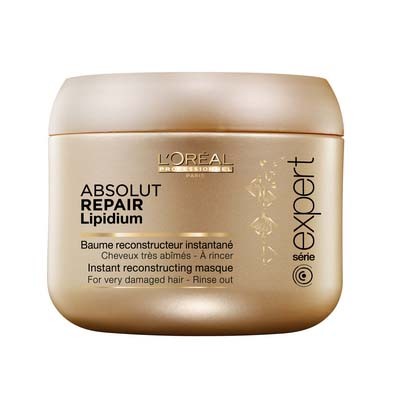 L'ORÉAL
PROFESSIONNEL
PARIS
ABSOLUT
REPAIR
Lipidium
Baume reconstructeur instantané
Cheveux très abîmés - À rincer
Instant reconstructing masque
For very damaged hair - Rinse out
série expert